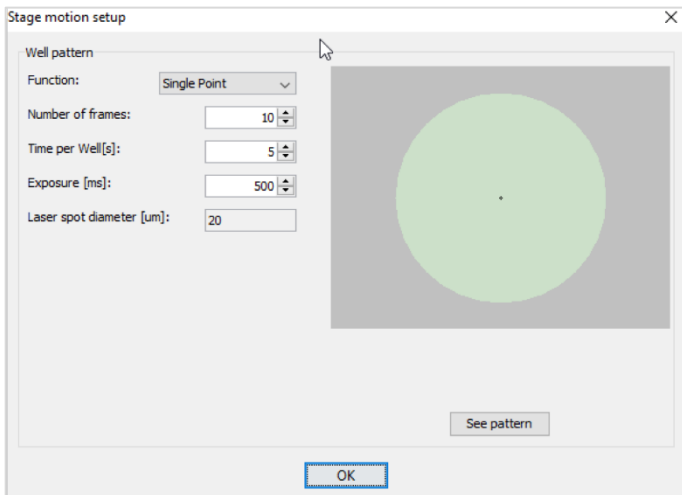 Stage motion setup
Well pattern
Function: Single Point
Number of frames: 10
Time per Well[s]: 5
Exposure [ms]: 500
Laser spot diameter [um]: 20
See pattern
OK